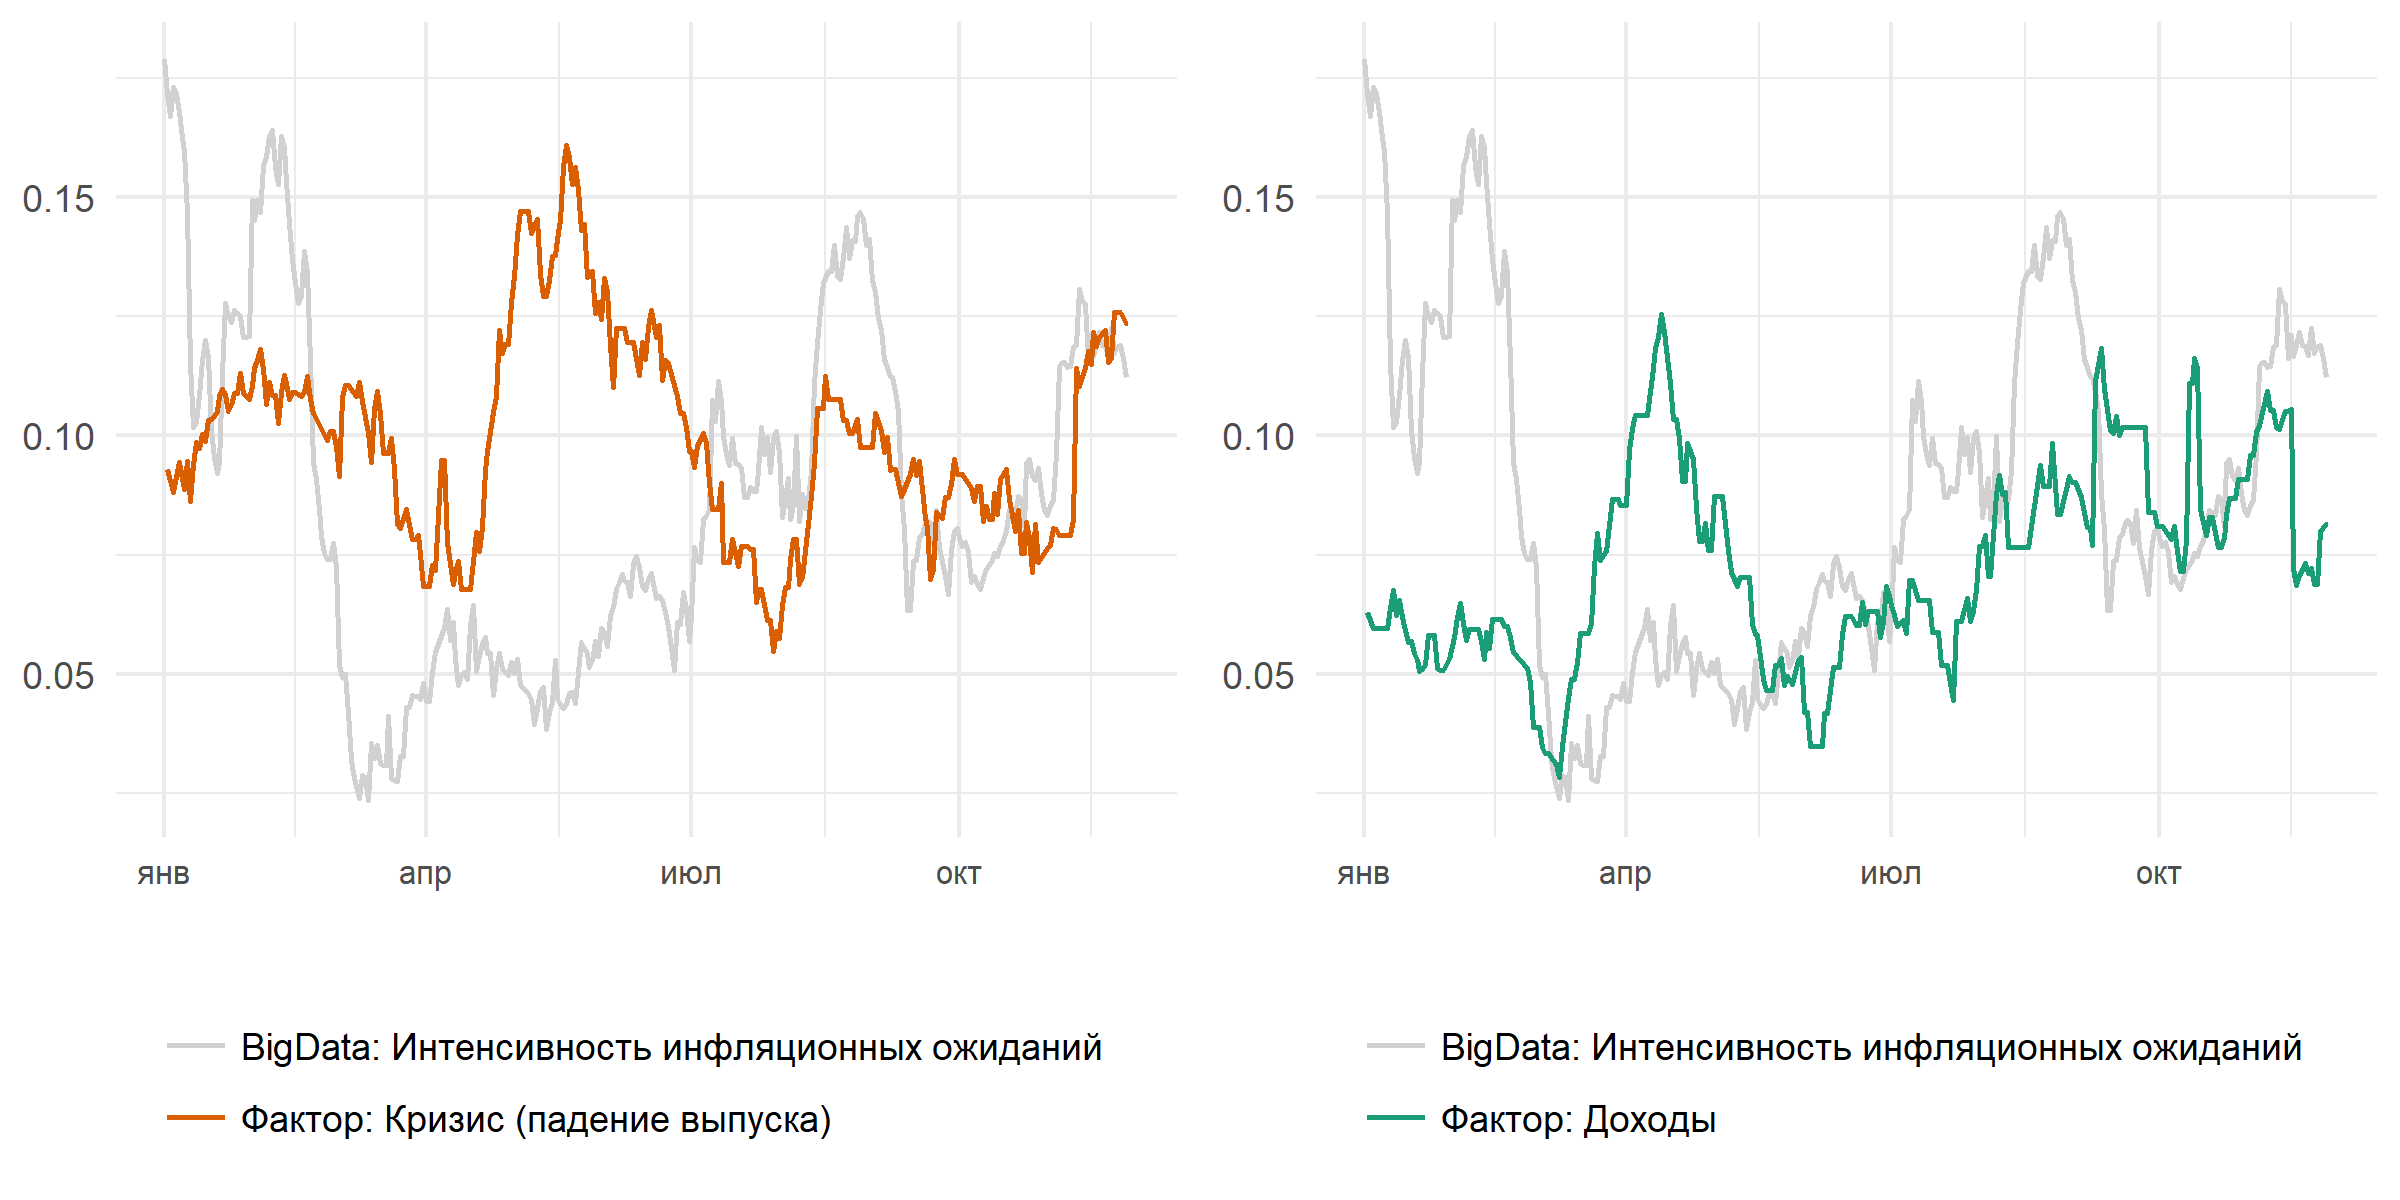 0.15
0.10
0.05
янв апр июл окт
BigData: Интенсивность инфляционных ожиданий
Фактор: Кризис (падение выпуска)
0.15
0.10
0.05
янв апр июл окт
BigData: Интенсивность инфляционных ожиданий
Фактор: Доходы